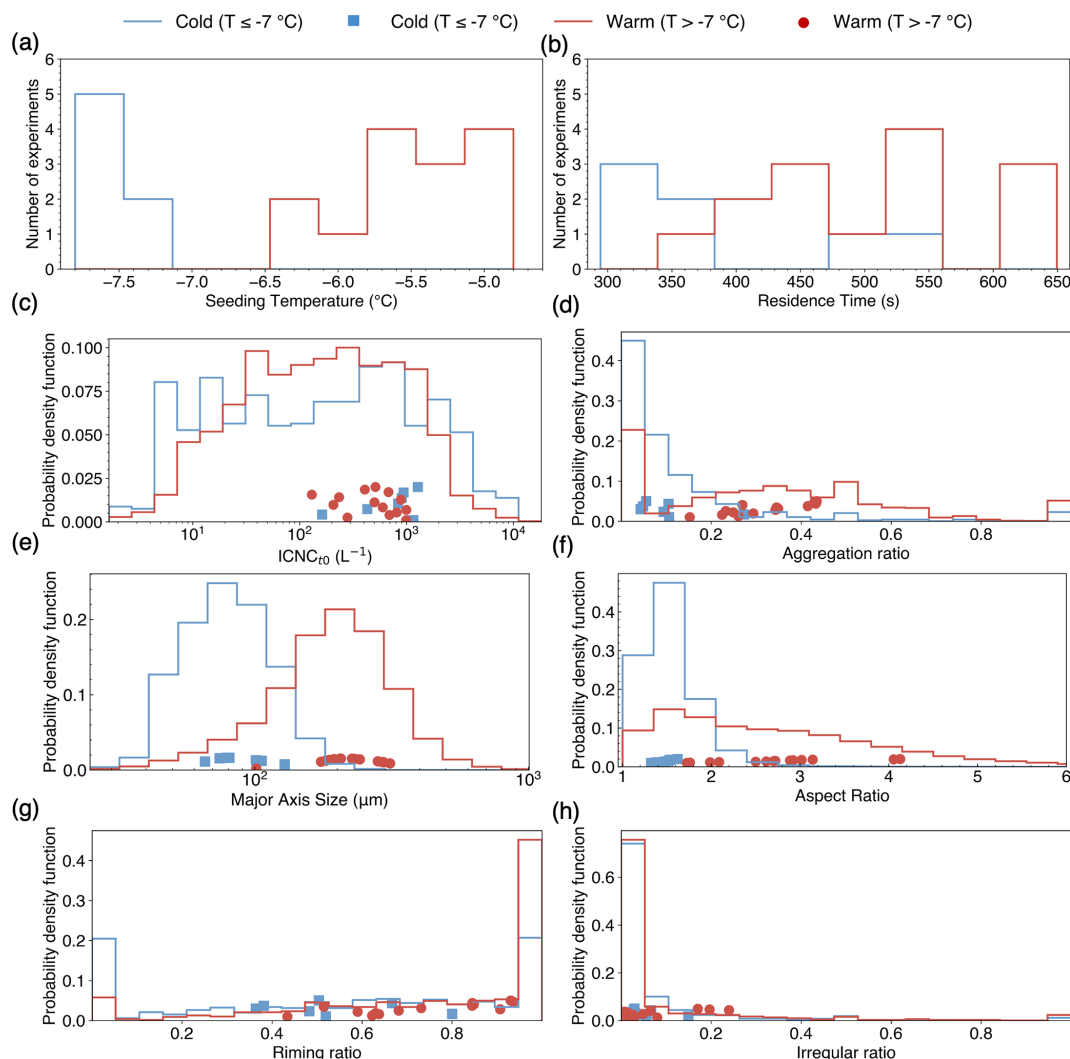 Cold (T ≤ -7 °C) Cold (T ≤ -7 °C) Warm (T > -7 °C) Warm (T > -7 °C)
(a)
Number of experiments
6
5
4
3
2
1
0
−7.5 −7.0 −6.5 −6.0 −5.5 −5.0
Seeding Temperature (°C)
(b)
Number of experiments
6
5
4
3
2
1
0
300 350 400 450 500 550 600 650
Residence Time (s)
(c)
Probability density function
0.100
0.075
0.050
0.025
0.000
10¹ 10² 10³ 10⁴
ICNC_{t0} (L⁻¹)
(d)
Probability density function
0.4
0.3
0.2
0.1
0.0
0.2 0.4 0.6 0.8
Aggregation ratio
(e)
Probability density function
0.2
0.1
0.0
10² 10³
Major Axis Size (μm)
(f)
Probability density function
0.4
0.3
0.2
0.1
0.0
1 2 3 4 5 6
Aspect Ratio
(g)
Probability density function
0.4
0.2
0.0
0.2 0.4 0.6 0.8
Riming ratio
(h)
Probability density function
0.6
0.4
0.2
0.0
0.2 0.4 0.6 0.8
Irregular ratio